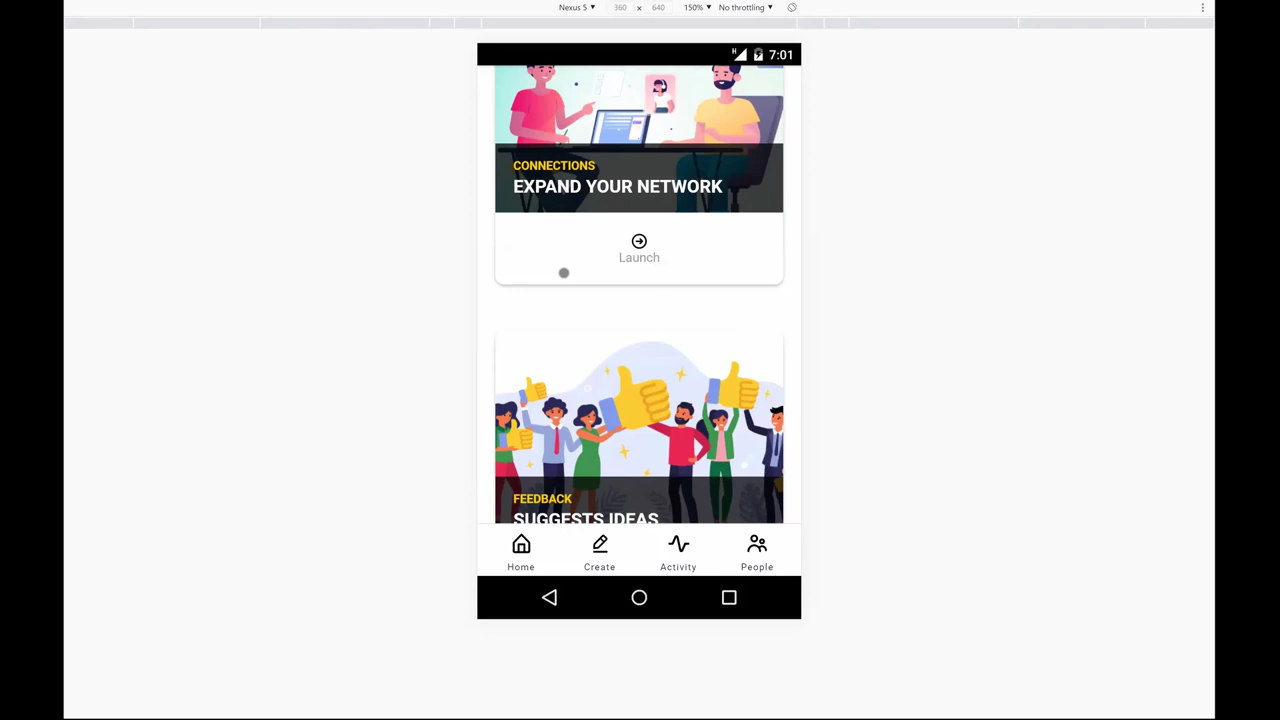 Nexus 5 ▼ 360 x 640 150% ▼ No throttling ▼
H 7:01
CONNECTIONS
EXPAND YOUR NETWORK
Launch
FEEDBACK
SUGGESTS IDEAS
Home Create Activity People